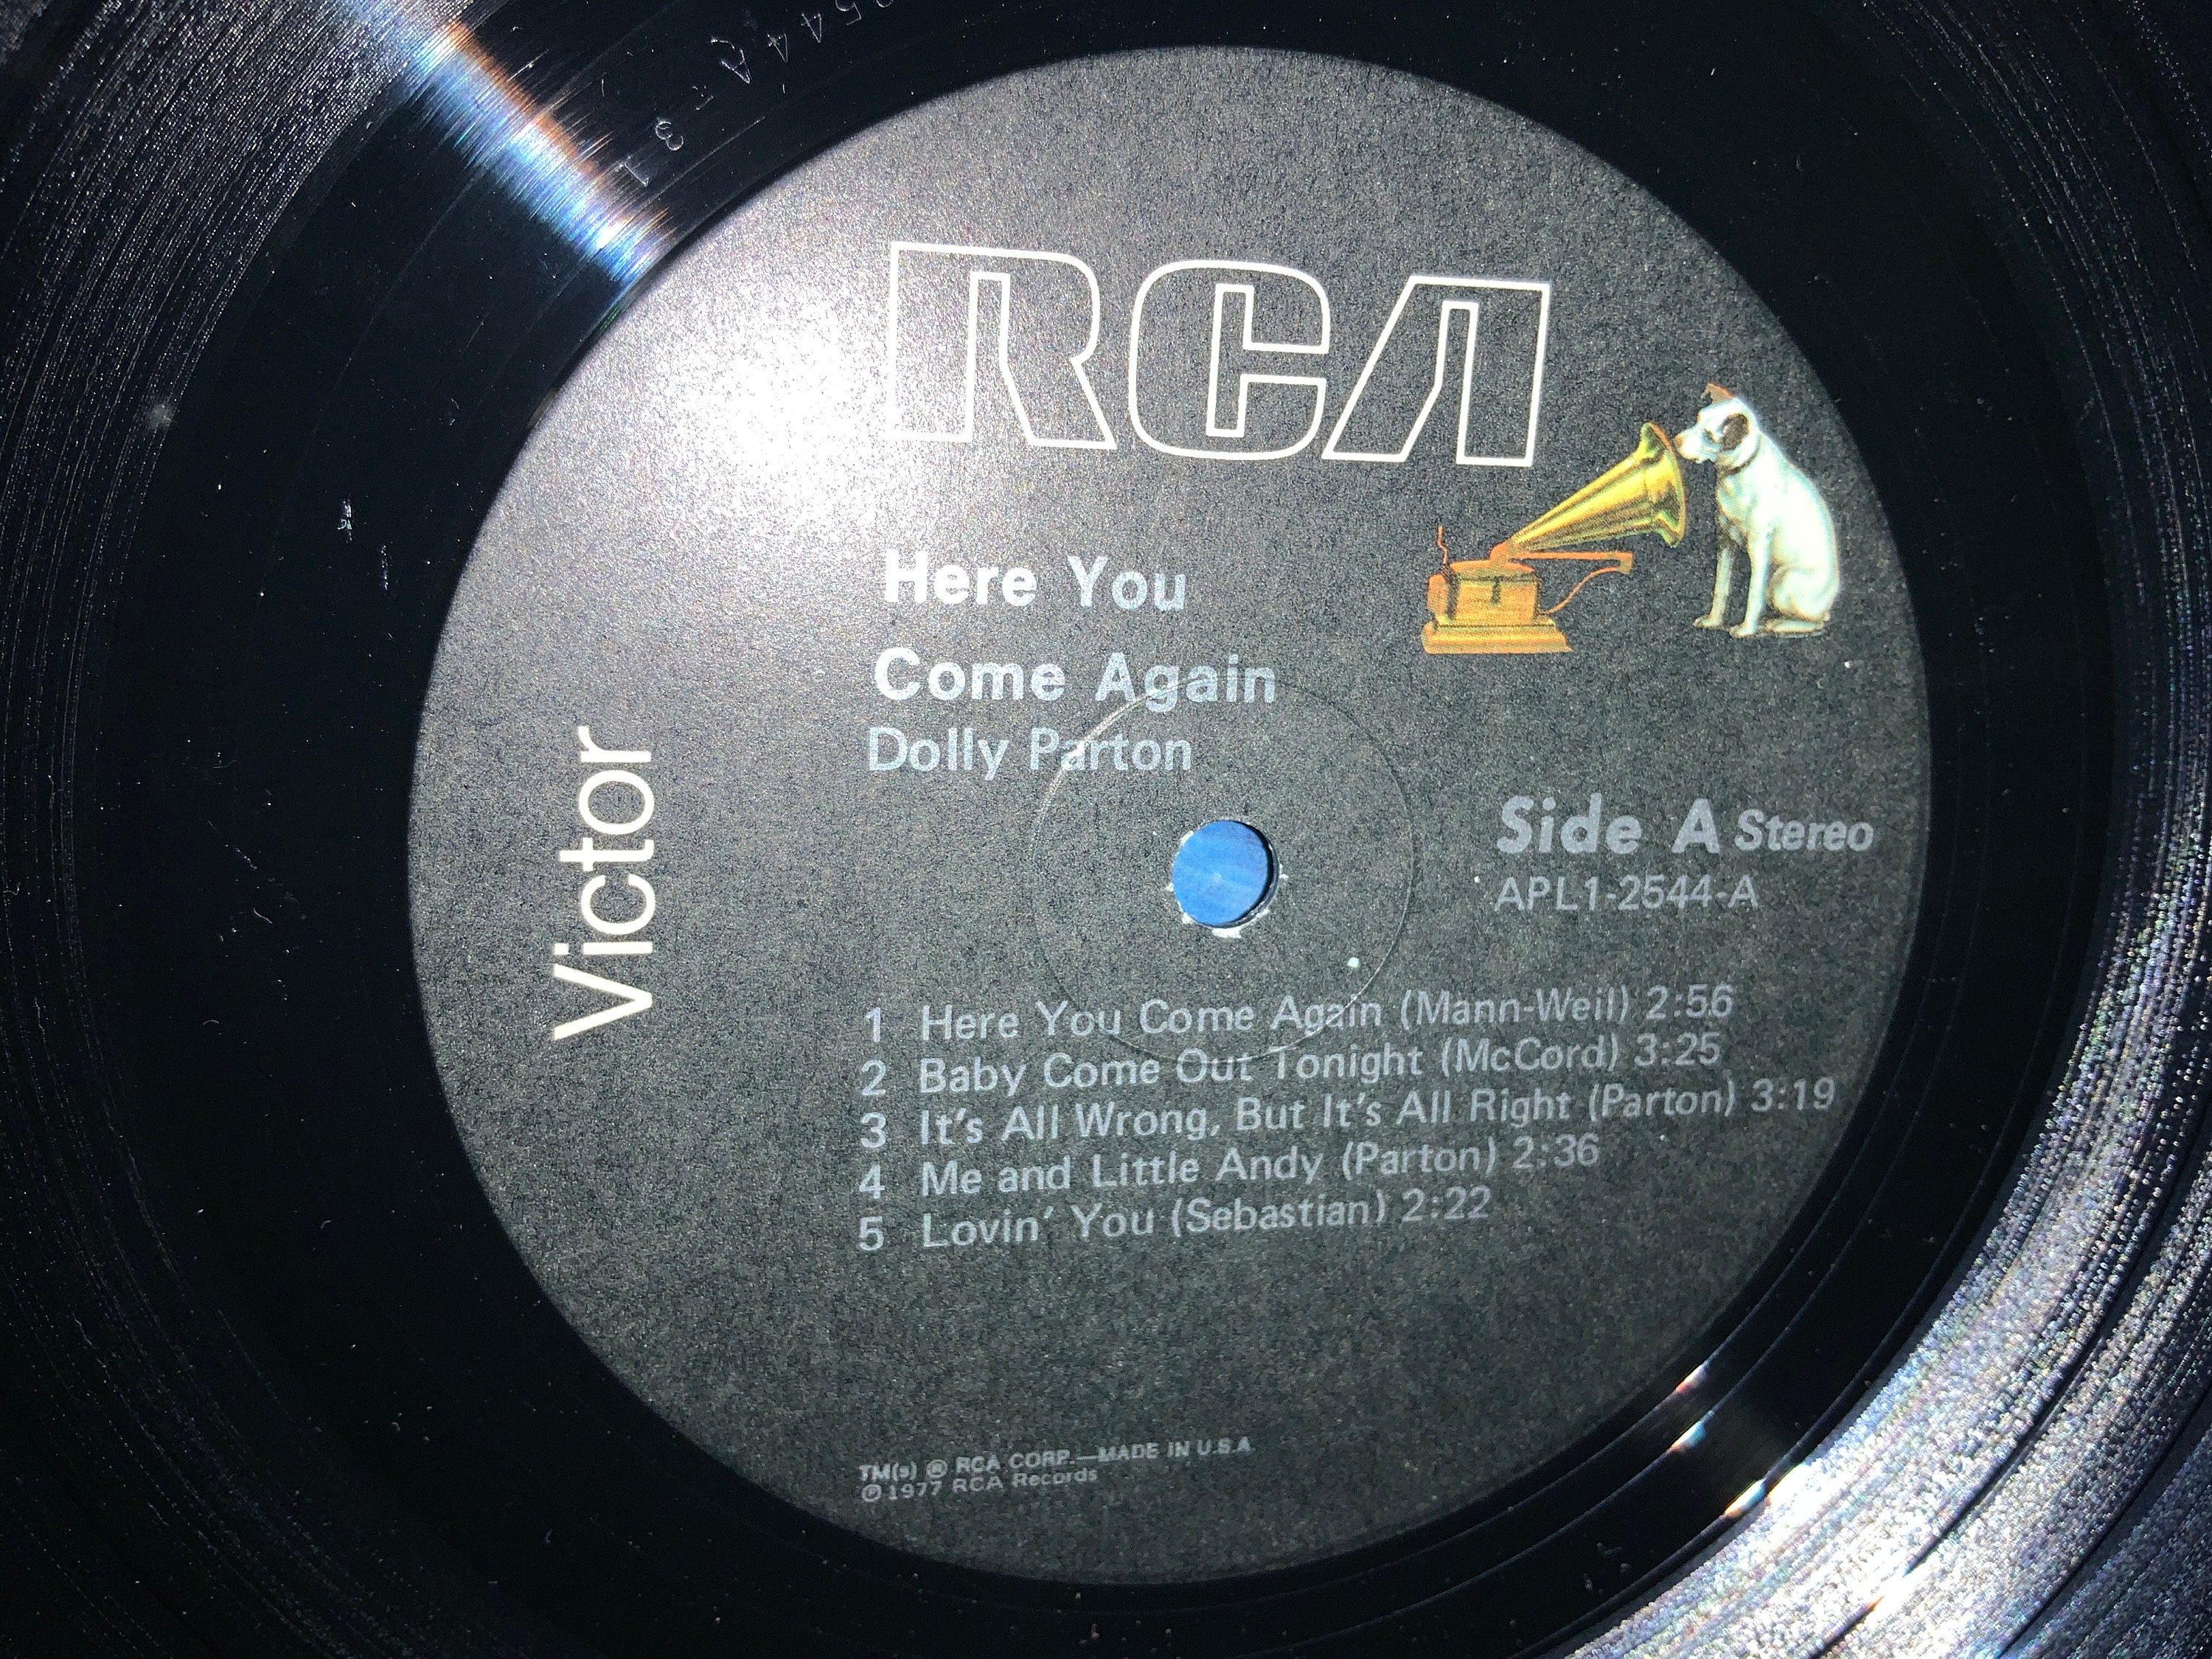 RCA
Here You
Come Again
Dolly Parton
Victor
Side A Stereo
APL1-2544-A
1 Here You Come Again (Mann-Weil) 2:56
2 Baby Come Out Tonight (McCord) 3:25
3 It's All Wrong, But It's All Right (Parton) 3:19
4 Me and Little Andy (Parton) 2:36
5 Lovin' You (Sebastian) 2:22
TM(s) ® RCA CORP.—MADE IN U.S.A
℗ 1977 RCA Records